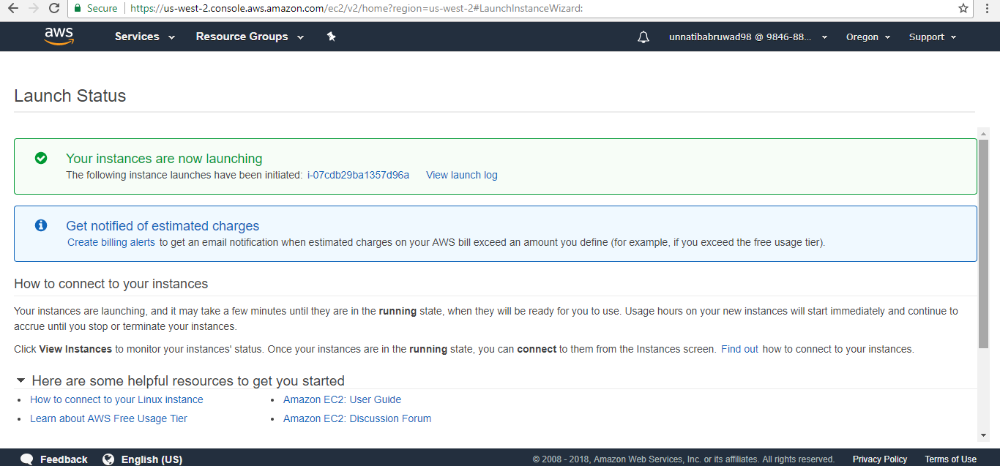 Secure https://us-west-2.console.aws.amazon.com/ec2/v2/home?region=us-west-2#LaunchInstanceWizard:
aws Services Resource Groups unnatibabruwad98 @ 9846-88... Oregon Support
Launch Status
Your instances are now launching
The following instance launches have been initiated: i-07cdb29ba1357d96a View launch log
Get notified of estimated charges
Create billing alerts to get an email notification when estimated charges on your AWS bill exceed an amount you define (for example, if you exceed the free usage tier).
How to connect to your instances
Your instances are launching, and it may take a few minutes until they are in the running state, when they will be ready for you to use. Usage hours on your new instances will start immediately and continue to
accrue until you stop or terminate your instances.
Click View Instances to monitor your instances' status. Once your instances are in the running state, you can connect to them from the Instances screen. Find out how to connect to your instances.
Here are some helpful resources to get you started
How to connect to your Linux instance Amazon EC2: User Guide
Learn about AWS Free Usage Tier Amazon EC2: Discussion Forum
Feedback English (US) © 2008 - 2018, Amazon Web Services, Inc. or its affiliates. All rights reserved. Privacy Policy Terms of Use